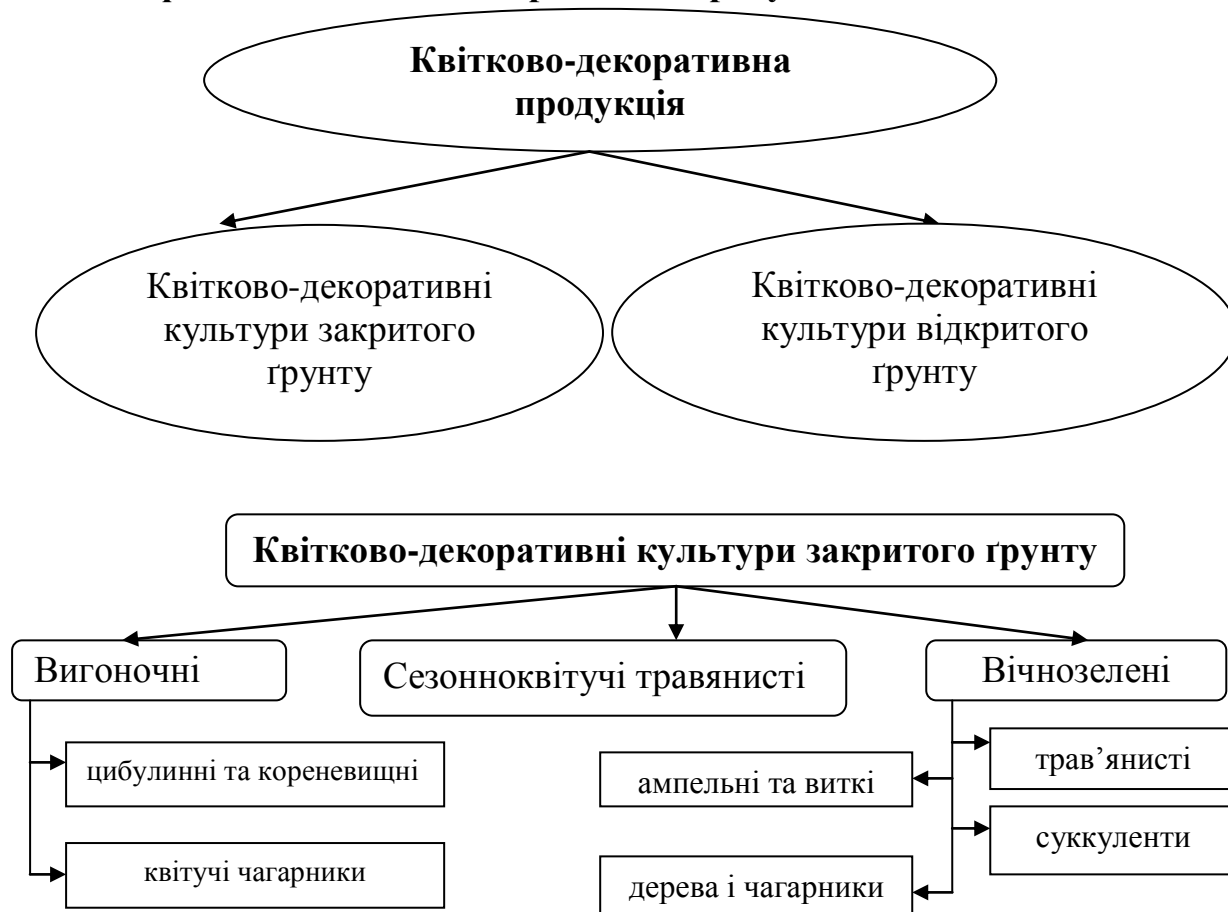 Квітково-декоративна
продукція
Квітково-декоративні
культури закритого
ґрунту
Квітково-декоративні
культури відкритого
ґрунту
Квітково-декоративні культури закритого ґрунту
Вигоночні
Сезонноквітучі травянисті
Вічнозелені
цибулинні та кореневищні
квітучі чагарники
ампельні та виткі
дерева і чагарники
трав’янисті
суккуленти